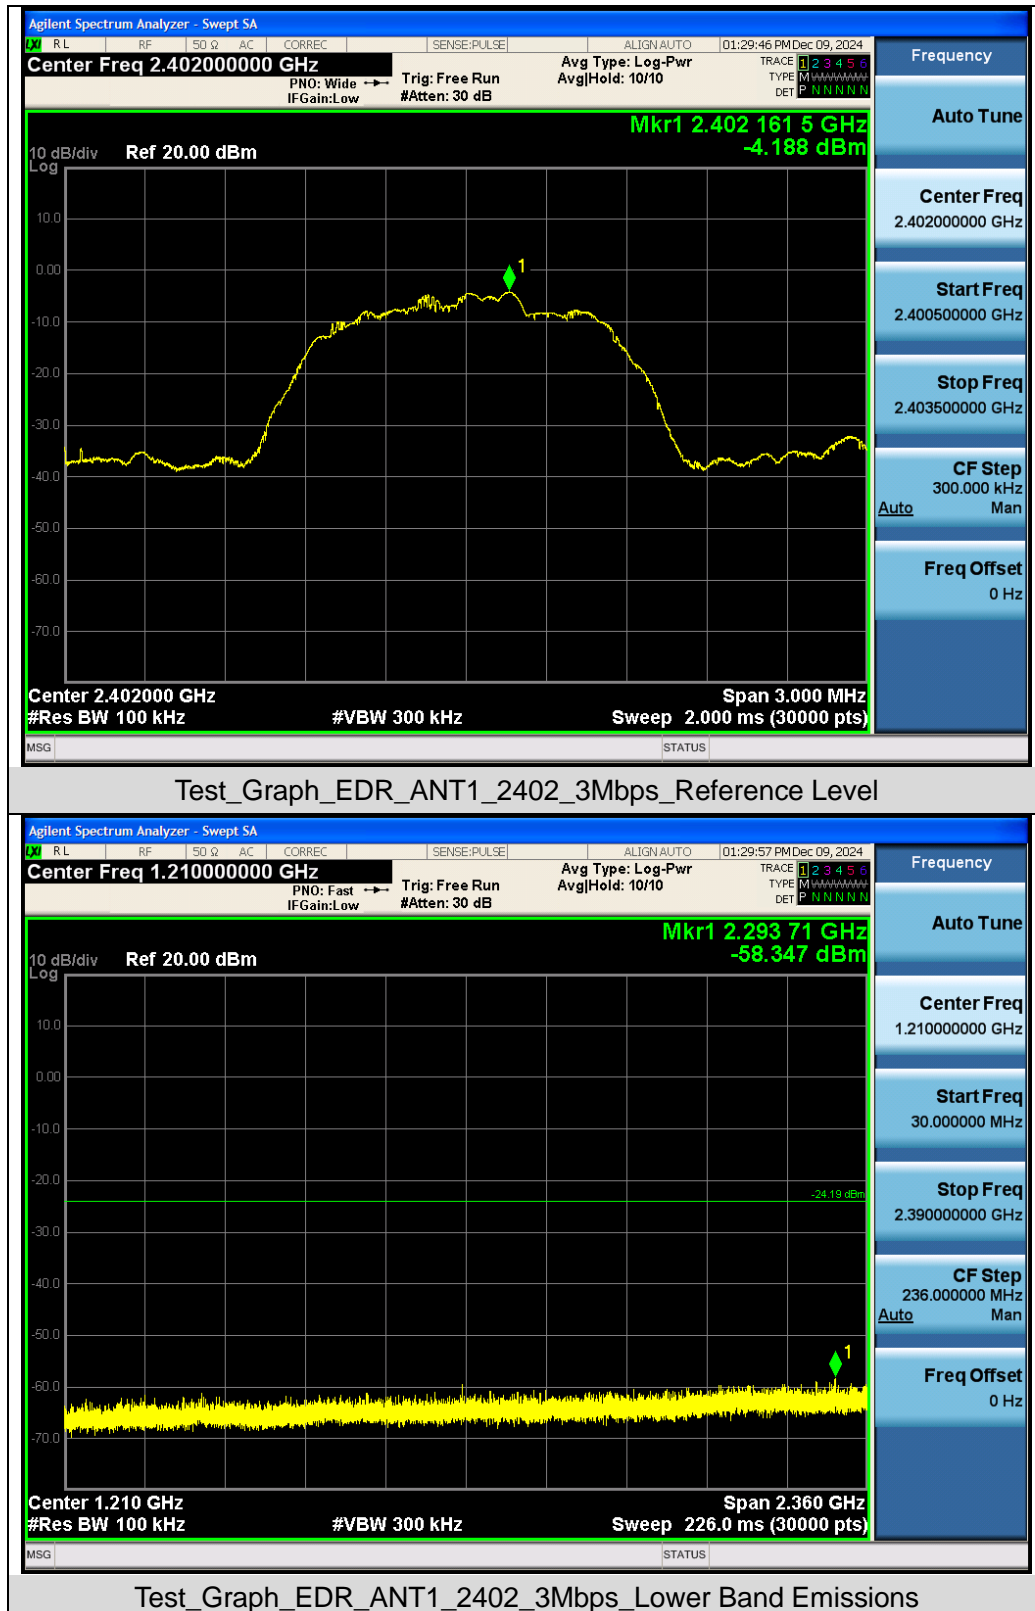 Agilent Spectrum Analyzer - Swept SA
LXI RL RF 50 Ω AC CORREC SENSE:PULSE ALIGN AUTO 01:29:46 PM Dec 09, 2024
Center Freq 2.402000000 GHz
PNO: Wide
IFGain:Low
Trig: Free Run
#Atten: 30 dB
Avg Type: Log-Pwr
Avg|Hold: 10/10
TRACE 1 2 3 4 5 6
TYPE M WWWWW
DET P N N N N N
Mkr1 2.402 161 5 GHz
-4.188 dBm
10 dB/div Ref 20.00 dBm
Log
10.0
0.00
1
-10.0
-20.0
-30.0
-40.0
-50.0
-60.0
-70.0
Center 2.402000 GHz Span 3.000 MHz
#Res BW 100 kHz #VBW 300 kHz Sweep 2.000 ms (30000 pts)
MSG STATUS
Frequency
Auto Tune
Center Freq
2.402000000 GHz
Start Freq
2.400500000 GHz
Stop Freq
2.403500000 GHz
CF Step
300.000 kHz
Auto Man
Freq Offset
0 Hz
Test_Graph_EDR_ANT1_2402_3Mbps_Reference Level
Agilent Spectrum Analyzer - Swept SA
LXI RL RF 50 Ω AC CORREC SENSE:PULSE ALIGN AUTO 01:29:57 PM Dec 09, 2024
Center Freq 1.210000000 GHz
PNO: Fast
IFGain:Low
Trig: Free Run
#Atten: 30 dB
Avg Type: Log-Pwr
Avg|Hold: 10/10
TRACE 1 2 3 4 5 6
TYPE M WWWWW
DET P N N N N N
Mkr1 2.293 71 GHz
-58.347 dBm
10 dB/div Ref 20.00 dBm
Log
10.0
0.00
-10.0
-20.0
-24.19 dBm
-30.0
-40.0
-50.0
1
-60.0
-70.0
Center 1.210 GHz Span 2.360 GHz
#Res BW 100 kHz #VBW 300 kHz Sweep 226.0 ms (30000 pts)
MSG STATUS
Frequency
Auto Tune
Center Freq
1.210000000 GHz
Start Freq
30.000000 MHz
Stop Freq
2.390000000 GHz
CF Step
236.000000 MHz
Auto Man
Freq Offset
0 Hz
Test_Graph_EDR_ANT1_2402_3Mbps_Lower Band Emissions